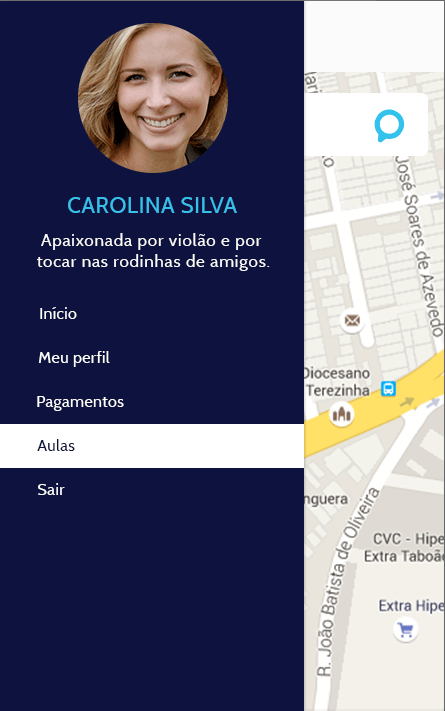 CAROLINA SILVA
Apaixonada por violão e por
tocar nas rodinhas de amigos.
Início
Meu perfil
Pagamentos
Aulas
Sair
José Soares de Azevedo
Diocesano
Terezinha
nguera
R. João Batista de Oliveira
CVC - Hipe
Extra Taboã
Extra Hipe